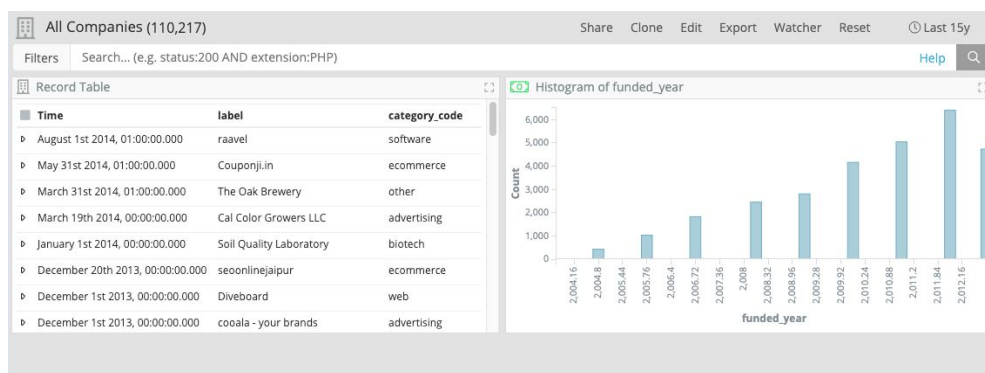 All Companies (110,217)
Share Clone Edit Export Watcher Reset Last 15y
Filters Search... (e.g. status:200 AND extension:PHP) Help
Record Table
Time label category_code
August 1st 2014, 01:00:00.000 raavel software
May 31st 2014, 01:00:00.000 Couponji.in ecommerce
March 31st 2014, 01:00:00.000 The Oak Brewery other
March 19th 2014, 00:00:00.000 Cal Color Growers LLC advertising
January 1st 2014, 00:00:00.000 Soil Quality Laboratory biotech
December 20th 2013, 00:00:00.000 seoonlinejaipur ecommerce
December 1st 2013, 00:00:00.000 Diveboard web
December 1st 2013, 00:00:00.000 cooala - your brands advertising
Histogram of funded_year
Count
6,000
5,000
4,000
3,000
2,000
1,000
0
2,004.16 2,004.8 2,005.44 2,005.76 2,006.4 2,006.72 2,007.36 2,008 2,008.32 2,008.96 2,009.28 2,009.92 2,010.24 2,010.88 2,011.2 2,011.84 2,012.16
funded_year